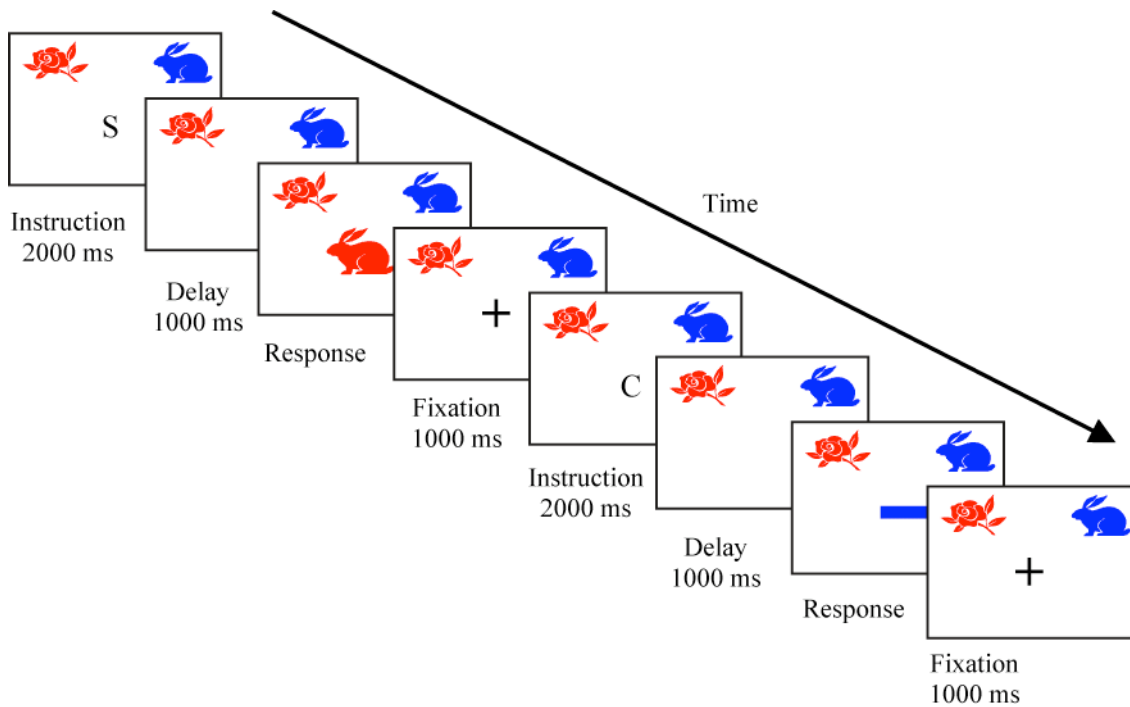 S
Instruction
2000 ms
Delay
1000 ms
Response
+
Fixation
1000 ms
Time
C
Instruction
2000 ms
Delay
1000 ms
Response
+
Fixation
1000 ms